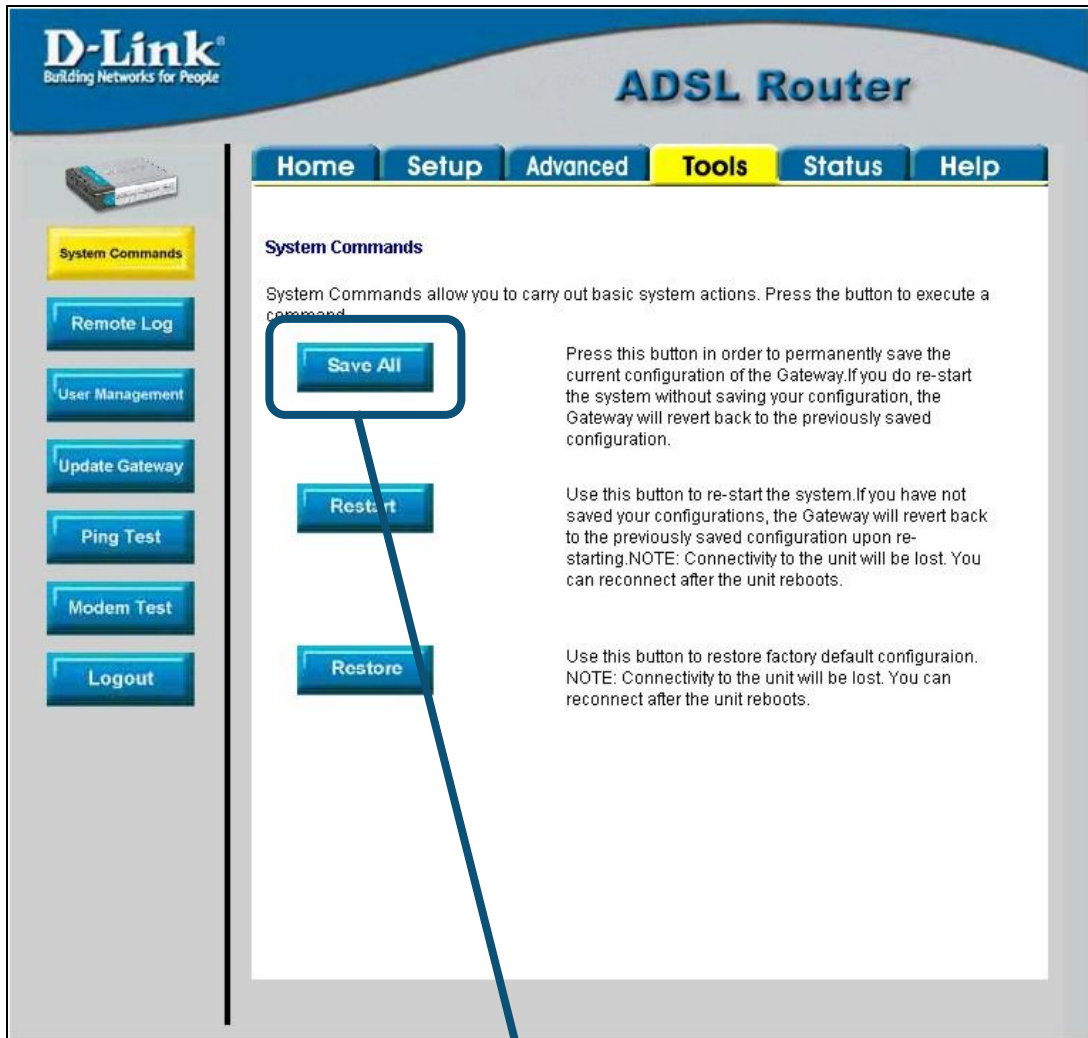 D-Link®
Building Networks for People
ADSL Router
Home Setup Advanced Tools Status Help
System Commands
Remote Log
User Management
Update Gateway
Ping Test
Modem Test
Logout
System Commands
System Commands allow you to carry out basic system actions. Press the button to execute a
command.
Save All
Press this button in order to permanently save the
current configuration of the Gateway.If you do re-start
the system without saving your configuration, the
Gateway will revert back to the previously saved
configuration.
Restart
Use this button to re-start the system.If you have not
saved your configurations, the Gateway will revert back
to the previously saved configuration upon re-
starting.NOTE: Connectivity to the unit will be lost. You
can reconnect after the unit reboots.
Restore
Use this button to restore factory default configuraion.
NOTE: Connectivity to the unit will be lost. You can
reconnect after the unit reboots.